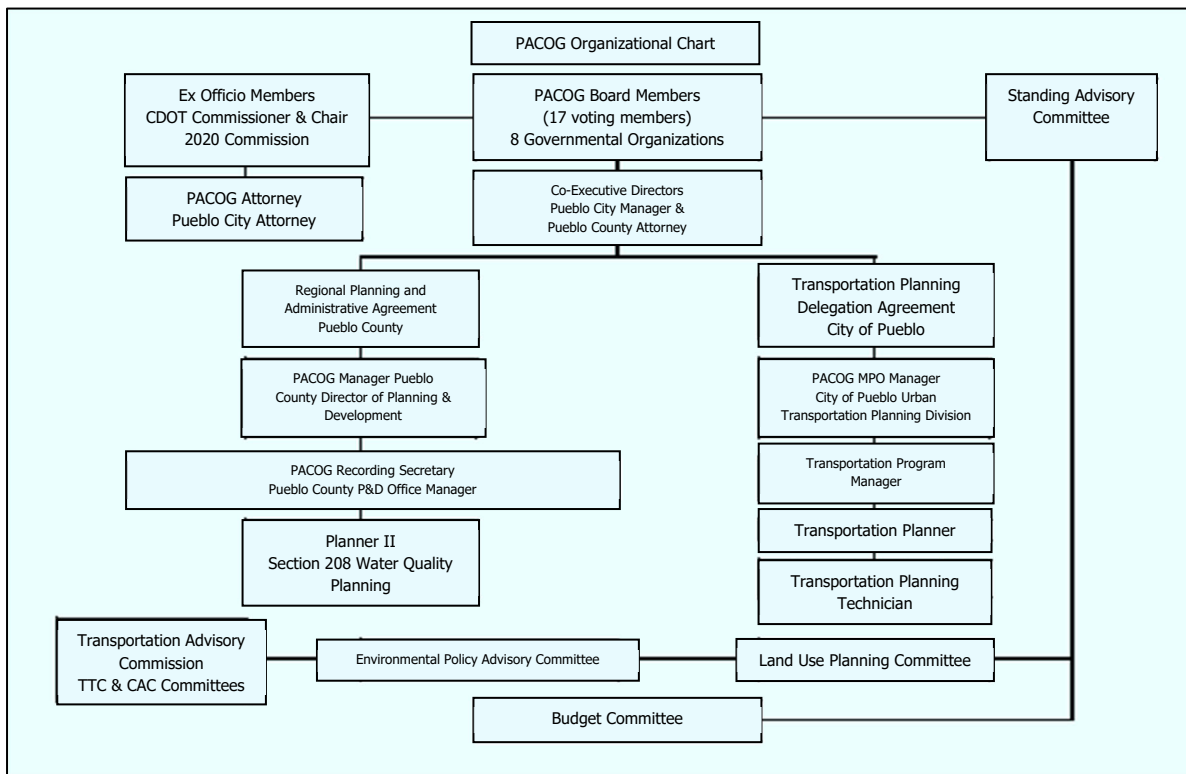 PACOG Organizational Chart
Ex Officio Members
CDOT Commissioner & Chair
2020 Commission
PACOG Board Members
(17 voting members)
8 Governmental Organizations
Standing Advisory
Committee
PACOG Attorney
Pueblo City Attorney
Co-Executive Directors
Pueblo City Manager &
Pueblo County Attorney
Regional Planning and
Administrative Agreement
Pueblo County
Transportation Planning
Delegation Agreement
City of Pueblo
PACOG Manager Pueblo
County Director of Planning &
Development
PACOG MPO Manager
City of Pueblo Urban
Transportation Planning Division
PACOG Recording Secretary
Pueblo County P&D Office Manager
Transportation Program
Manager
Planner II
Section 208 Water Quality
Planning
Transportation Planner
Transportation Planning
Technician
Transportation Advisory
Commission
TTC & CAC Committees
Environmental Policy Advisory Committee
Land Use Planning Committee
Budget Committee